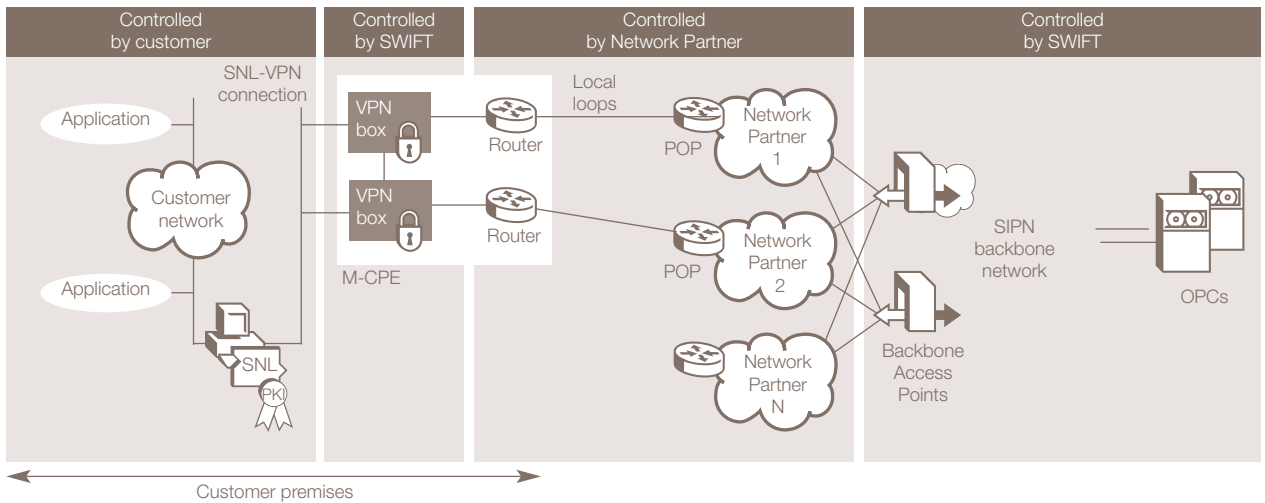 Controlled
by customer
Controlled
by SWIFT
Controlled
by Network Partner
Controlled
by SWIFT
SNL-VPN
connection
Application
Customer
network
Application
SNL
PKI
VPN
box
VPN
box
M-CPE
Router
Router
Local
loops
POP
Network
Partner
1
POP
Network
Partner
2
Network
Partner
N
Backbone
Access
Points
SIPN
backbone
network
OPCs
Customer premises